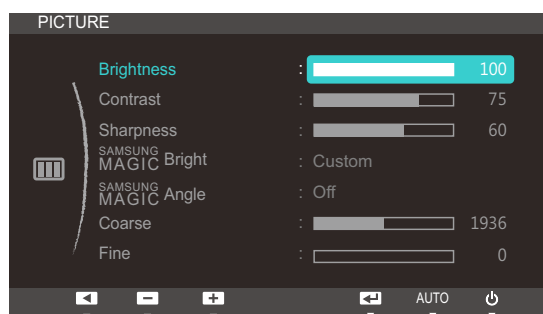 PICTURE
Brightness : 100
Contrast : 75
Sharpness : 60
SAMSUNG MAGIC Bright : Custom
SAMSUNG MAGIC Angle : Off
Coarse : 1936
Fine : 0
AUTO